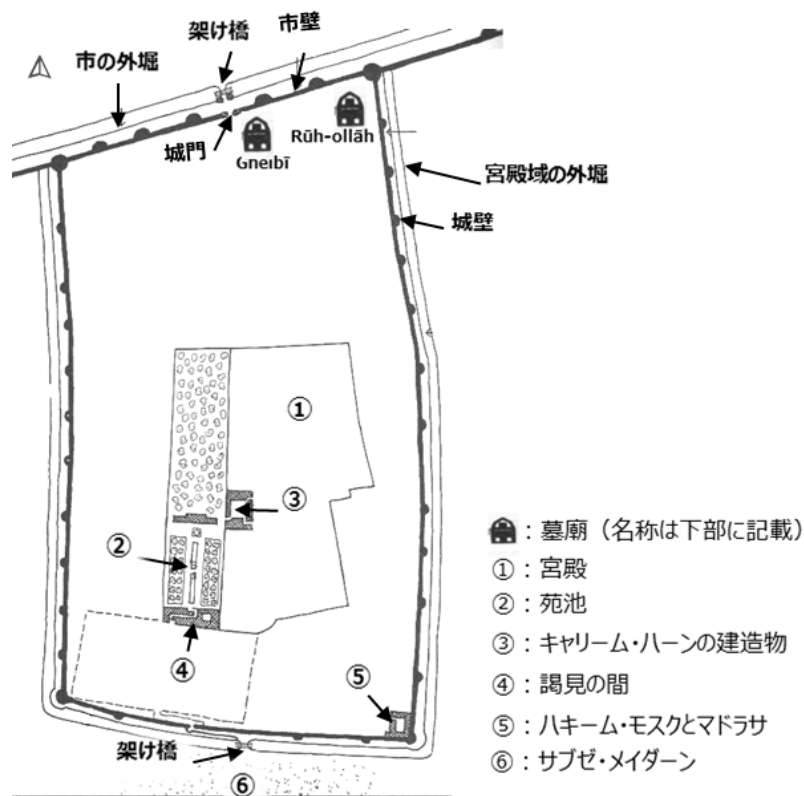 架け橋
市壁
市の外堀
城門
Gneıbī
Rūh-ollāh
宮殿域の外堀
城壁
①
③
②
④
⑤
架け橋
⑥
：墓廟（名称は下部に記載）
①：宮殿
②：苑池
③：キャリーム・ハーンの建造物
④：謁見の間
⑤：ハキーム・モスクとマドラサ
⑥：サブゼ・メイダーン